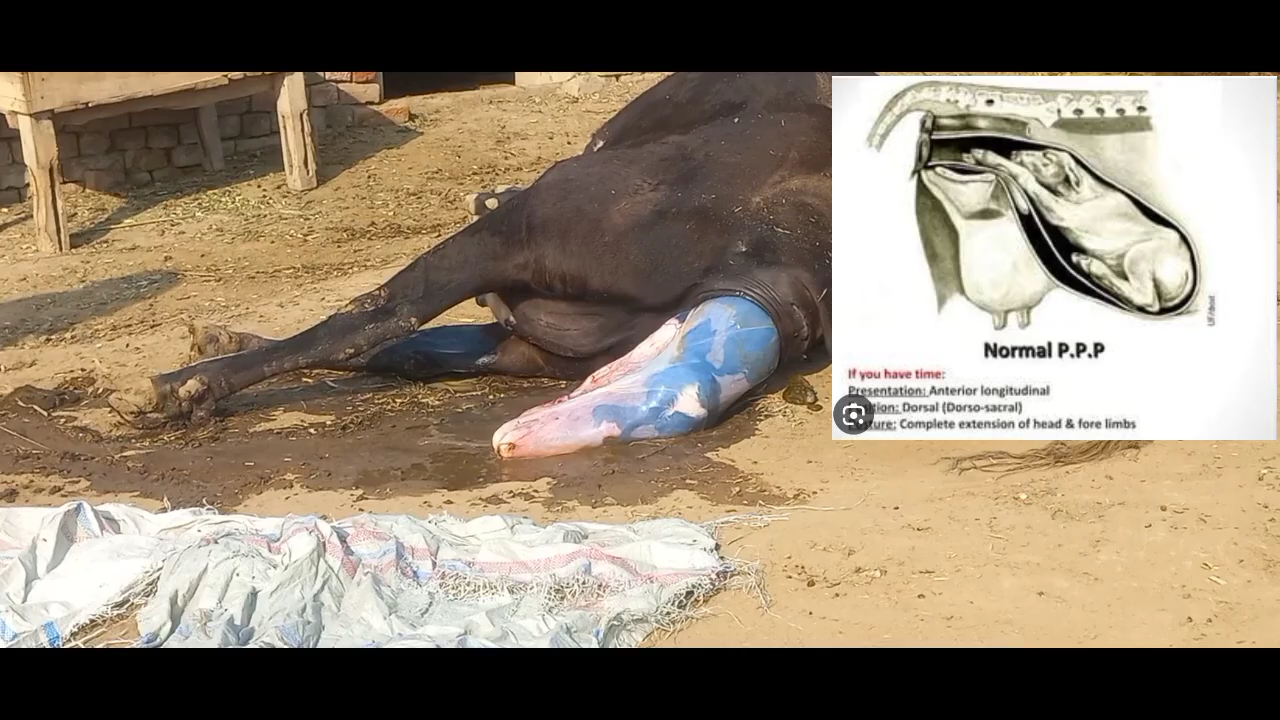 Normal P.P.P
If you have time:
Presentation: Anterior longitudinal
Dorsal (Dorso-sacral)
Complete extension of head & fore limbs